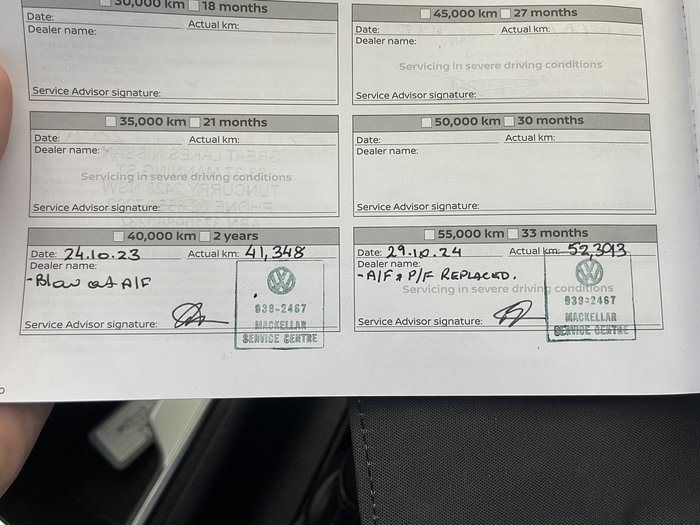 30,000 km 18 months
Date:
Actual km:
Dealer name:
Service Advisor signature:
45,000 km 27 months
Date:
Actual km:
Dealer name:
Servicing in severe driving conditions
Service Advisor signature:
35,000 km 21 months
Date:
Actual km:
Dealer name:
Servicing in severe driving conditions
Service Advisor signature:
50,000 km 30 months
Date:
Actual km:
Dealer name:
Service Advisor signature:
40,000 km 2 years
Date: 24.10.23
Actual km: 41,348
Dealer name:
-Blow out A/F
939-2467
MACKELLAR
SERVICE CENTRE
Service Advisor signature:
55,000 km 33 months
Date: 29.10.24
Actual km: 52,3093
Dealer name:
-A/F & P/F REPLACED.
Servicing in severe driving conditions
939-2467
MACKELLAR
SERVICE CENTRE
Service Advisor signature: